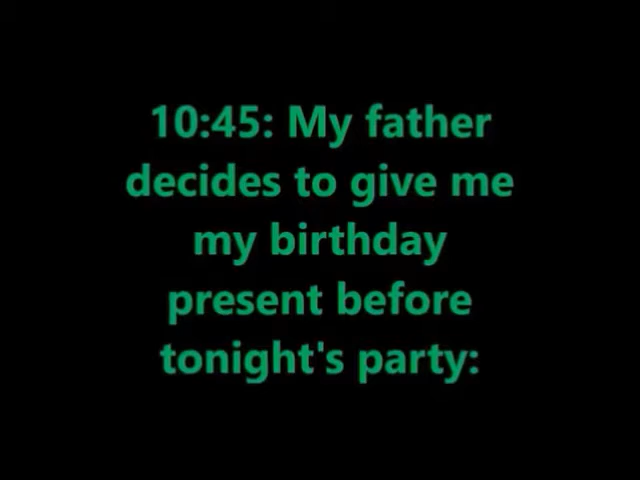 10:45: My father
decides to give me
my birthday
present before
tonight's party: